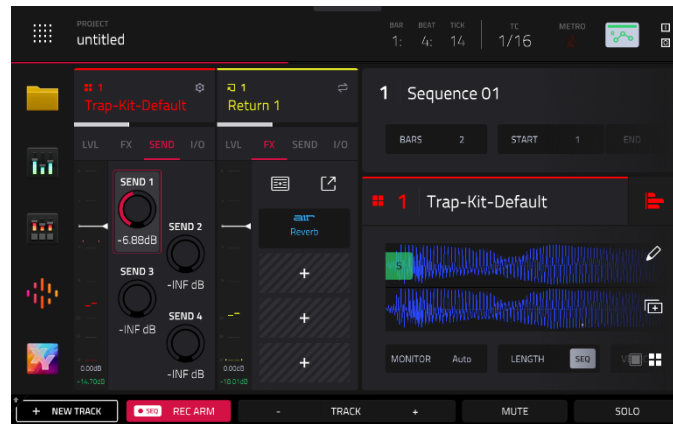 PROJECT
untitled
BAR BEAT TICK TC METRO
1: 4: 14 1/16
1
Trap-Kit-Default
1
Return 1
LVL FX SEND I/O
LVL FX SEND I/O
SEND 1
-6.88dB
SEND 2
-INF dB
SEND 3
-INF dB
SEND 4
-INF dB
0.00dB
-14.70dB
air
Reverb
+
+
+
0.00dB
-18.01dB
1 Sequence 01
BARS 2 START 1 END
1 Trap-Kit-Default
S
MONITOR Auto LENGTH SEQ
+ NEW TRACK SEQ REC ARM - TRACK + MUTE SOLO